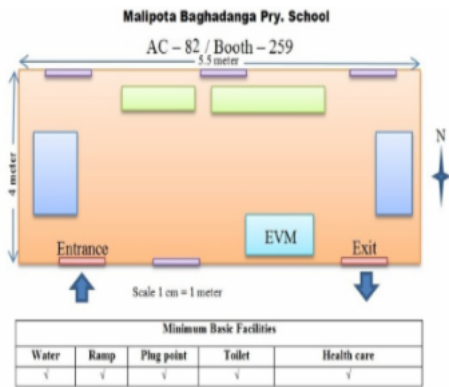 Malipota Baghadanga Pry. School
AC – 82 / Booth – 259
5.5 meter
4 meter
N
EVM
Entrance
Exit
Scale 1 cm = 1 meter
Minimum Basic Facilities
Water Ramp Plug point Toilet Health care
√ √ √ √ √